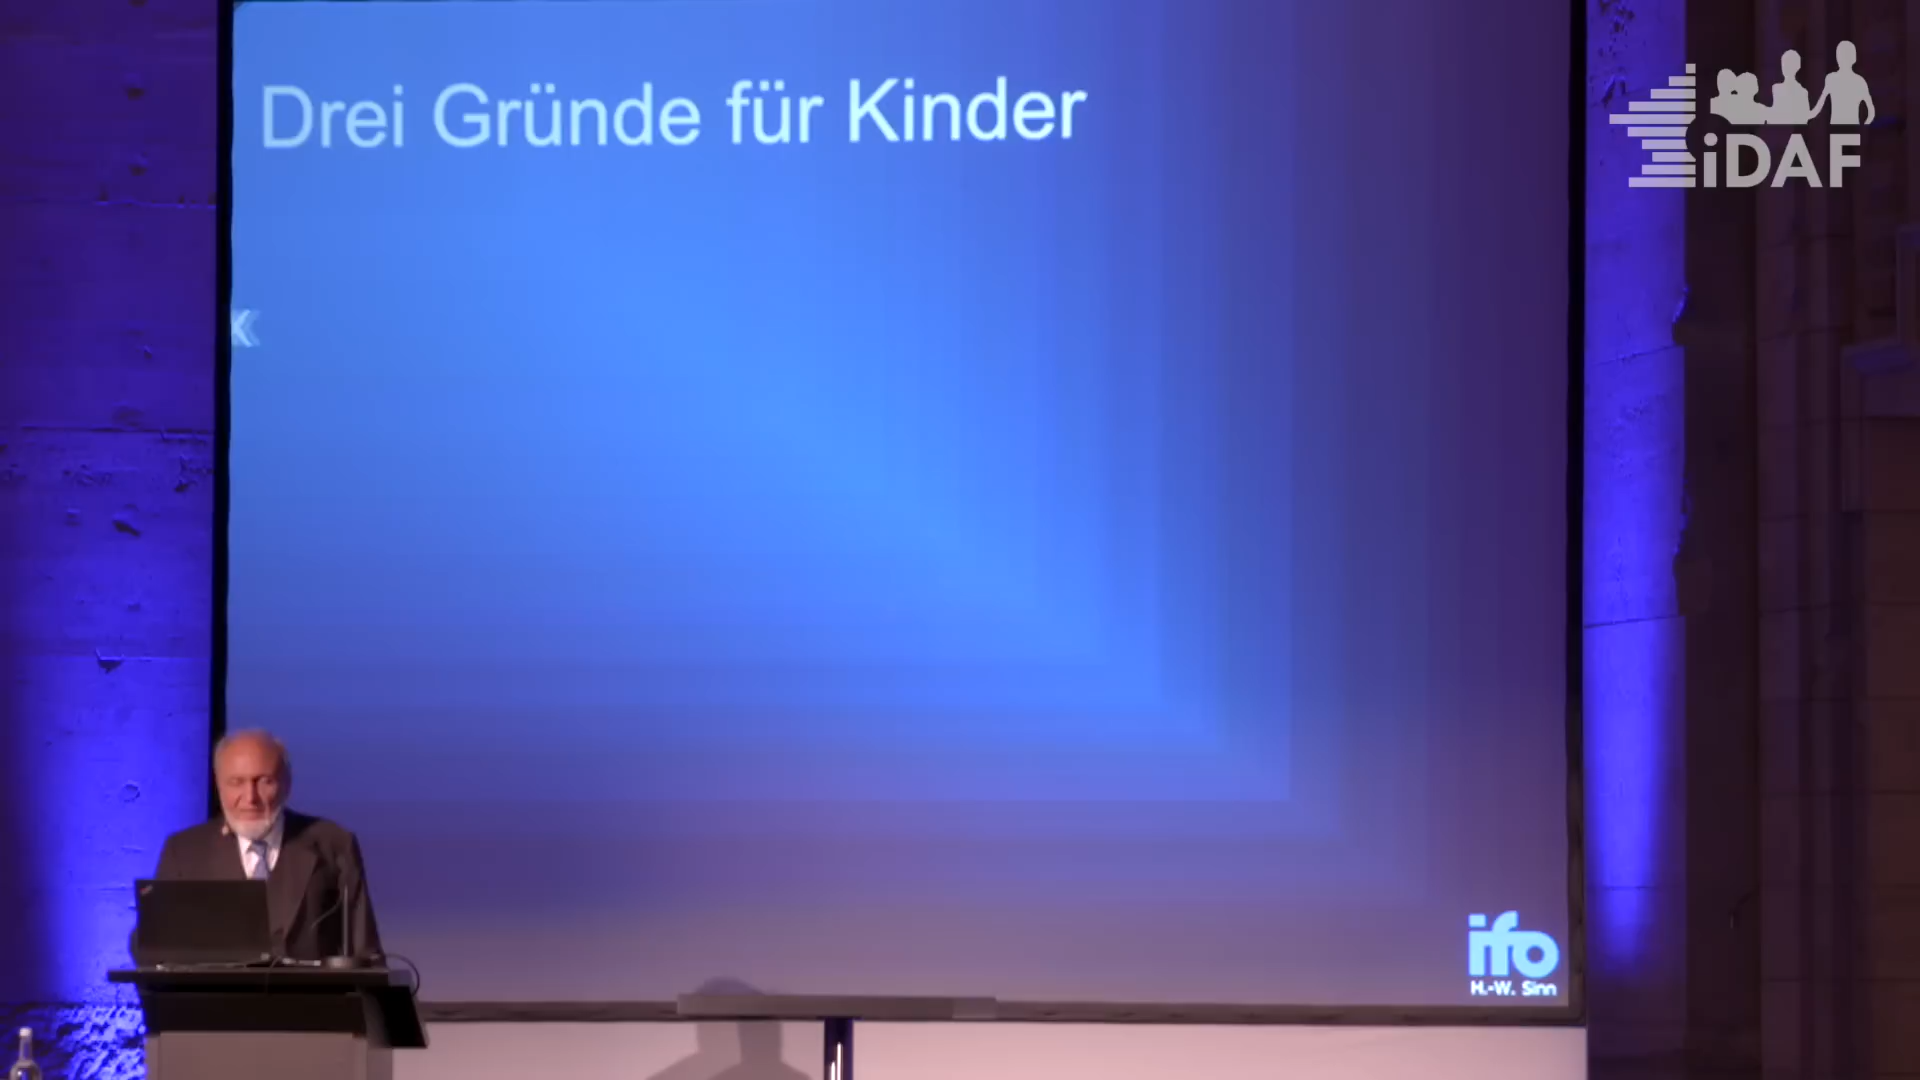 Drei Gründe für Kinder
iDAF
«
ifo
H.-W. Sinn